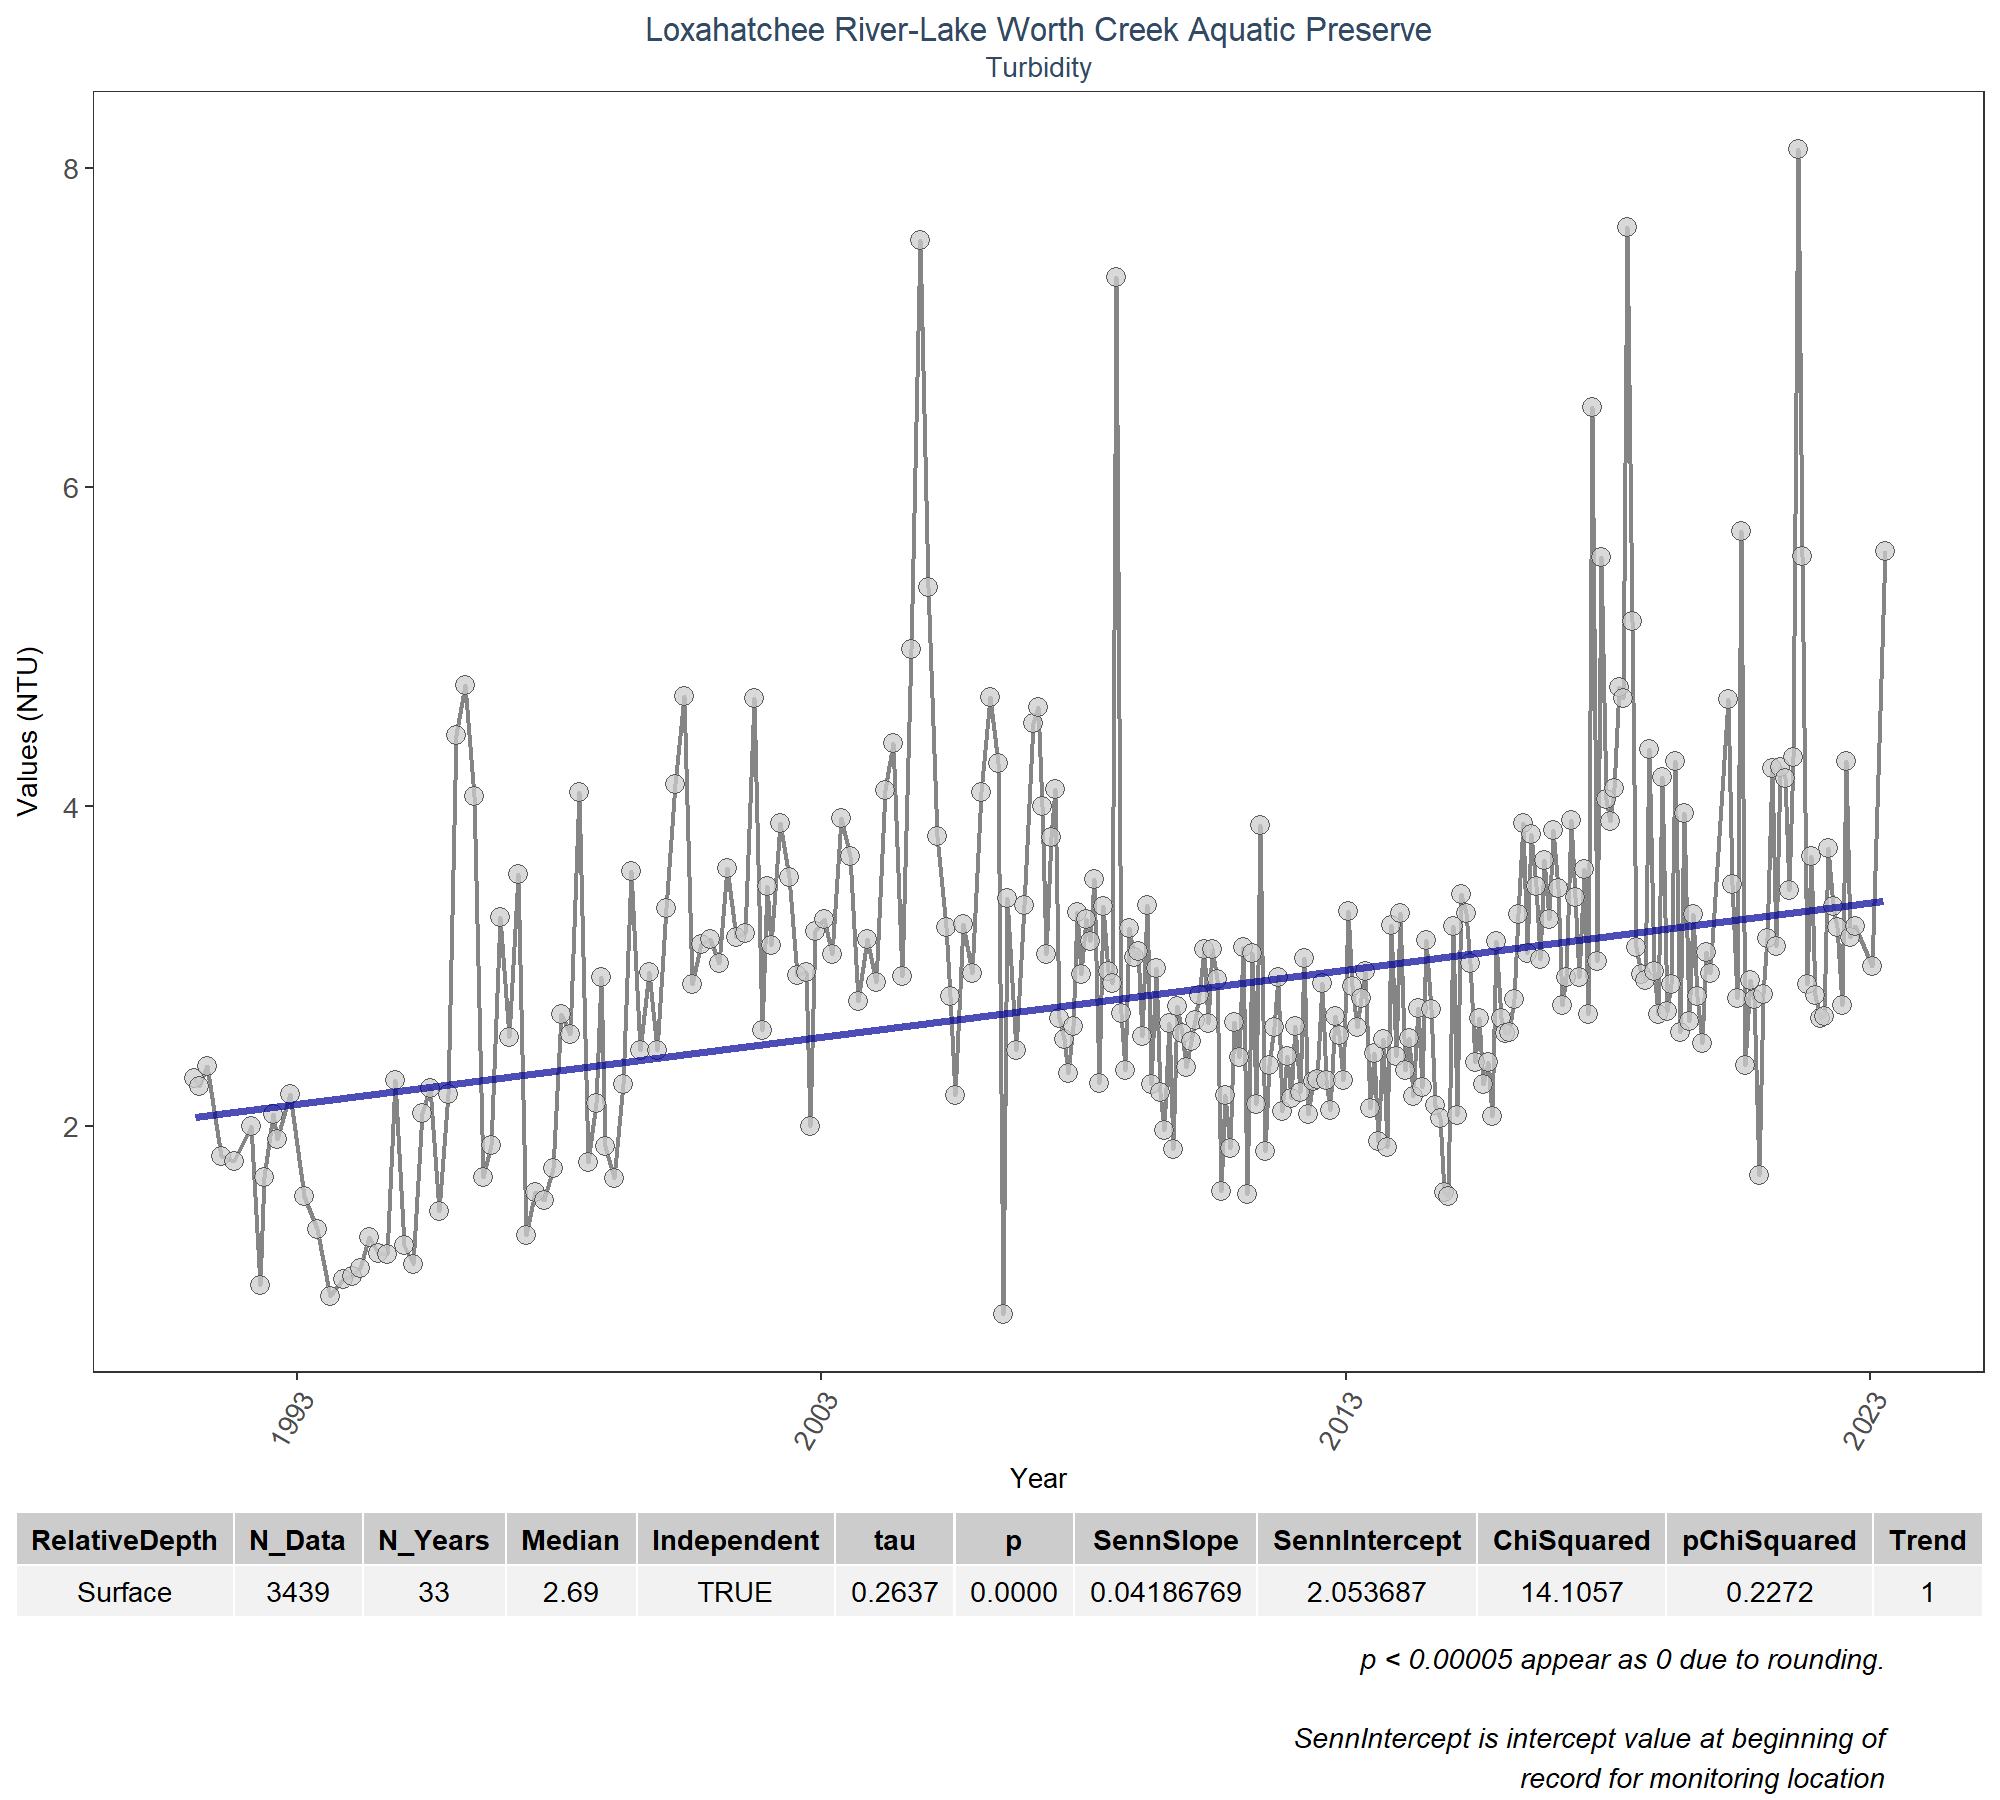 Loxahatchee River-Lake Worth Creek Aquatic Preserve
Turbidity
8
6
4
2
Values (NTU)
1993 2003 2013 2023
Year
RelativeDepth N_Data N_Years Median Independent tau p SennSlope SennIntercept ChiSquared pChiSquared Trend
Surface 3439 33 2.69 TRUE 0.2637 0.0000 0.04186769 2.053687 14.1057 0.2272 1
p < 0.00005 appear as 0 due to rounding.
SennIntercept is intercept value at beginning of
record for monitoring location